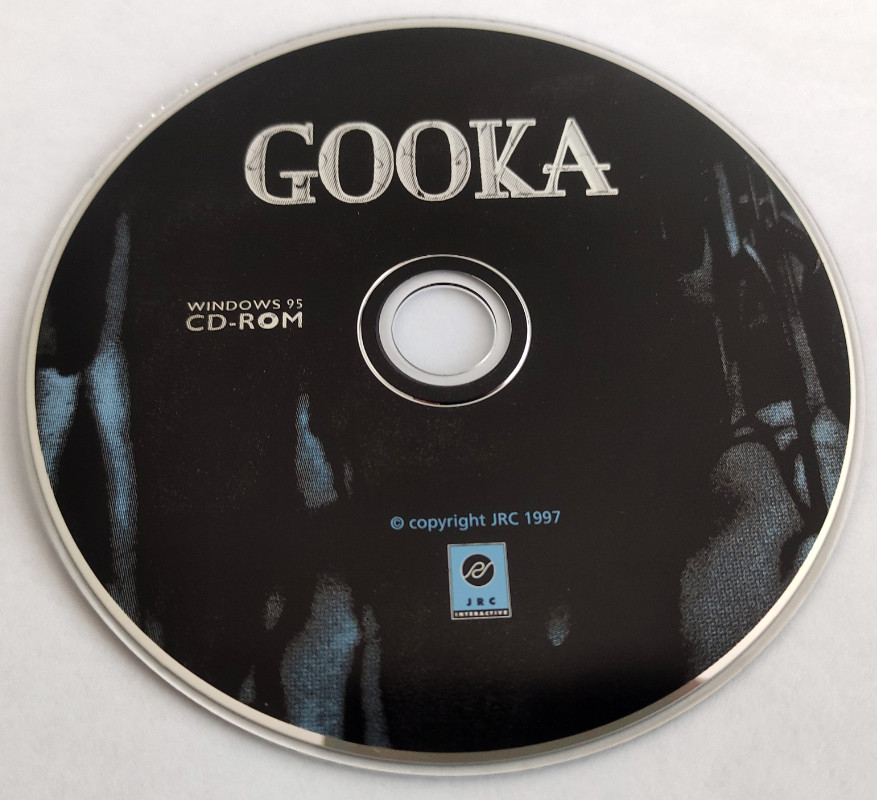 GOOKA
WINDOWS 95
CD-ROM
© copyright JRC 1997
JRC
INTERACTIVE